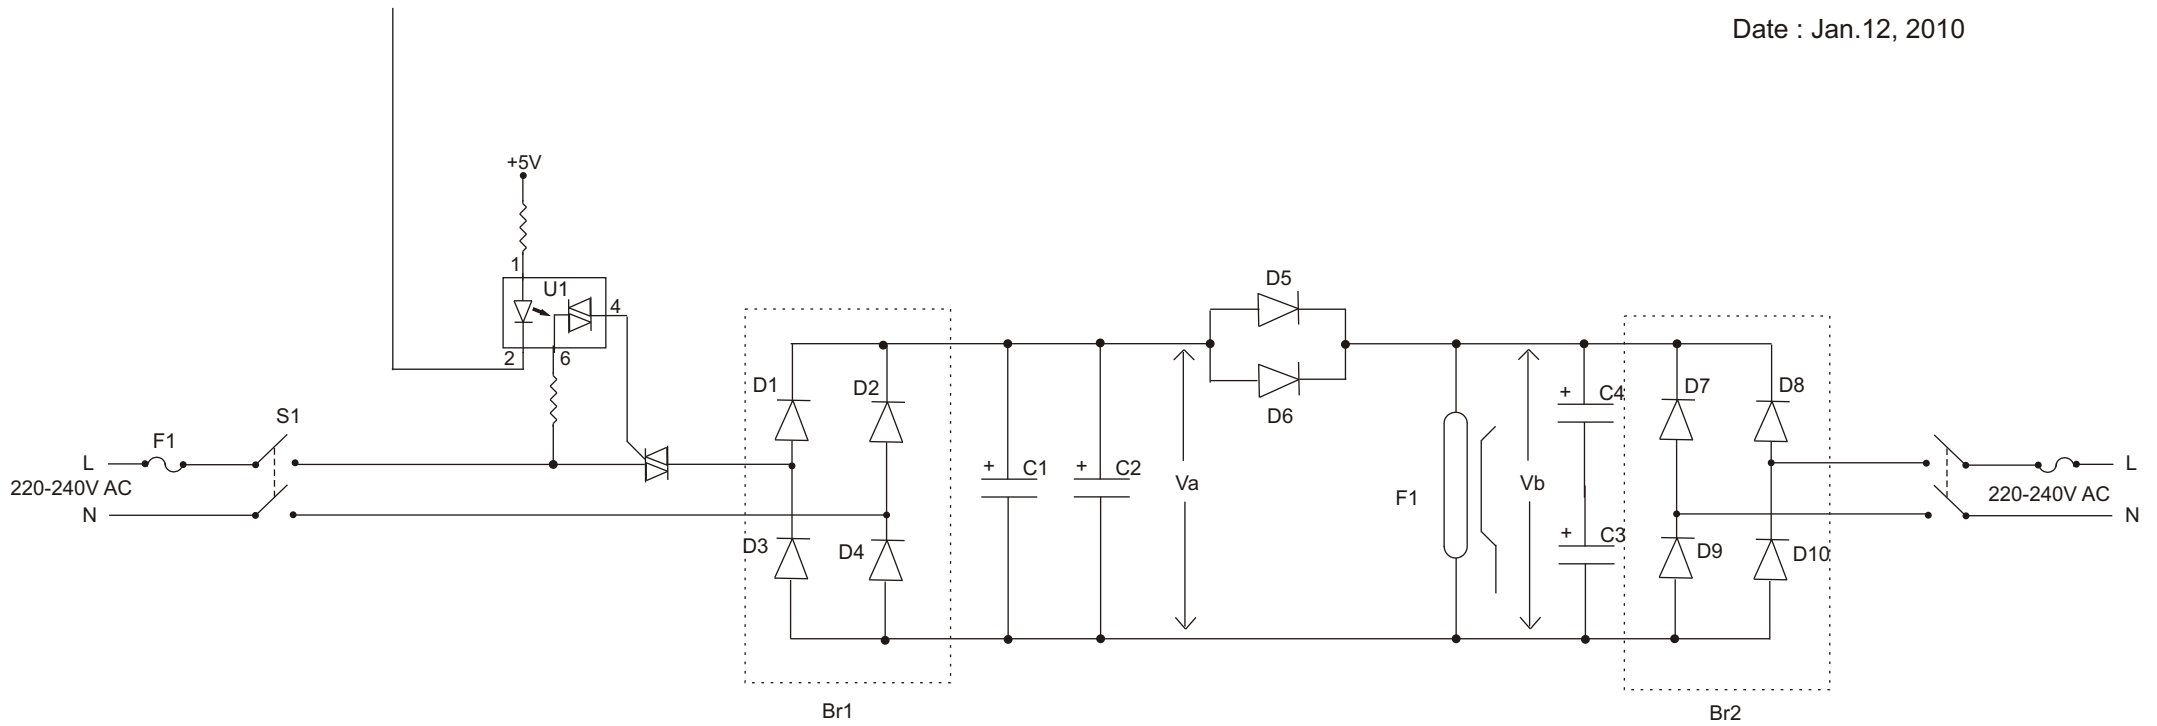 Date : Jan.12, 2010
+5V
1
U1
4
2
6
D5
D6
D1
D2
D7
D8
S1
F1
L
220-240V AC
N
+
C1
+
C2
Va
F1
Vb
+
C4
+
C3
D3
D4
D9
D10
L
220-240V AC
N
Br1
Br2